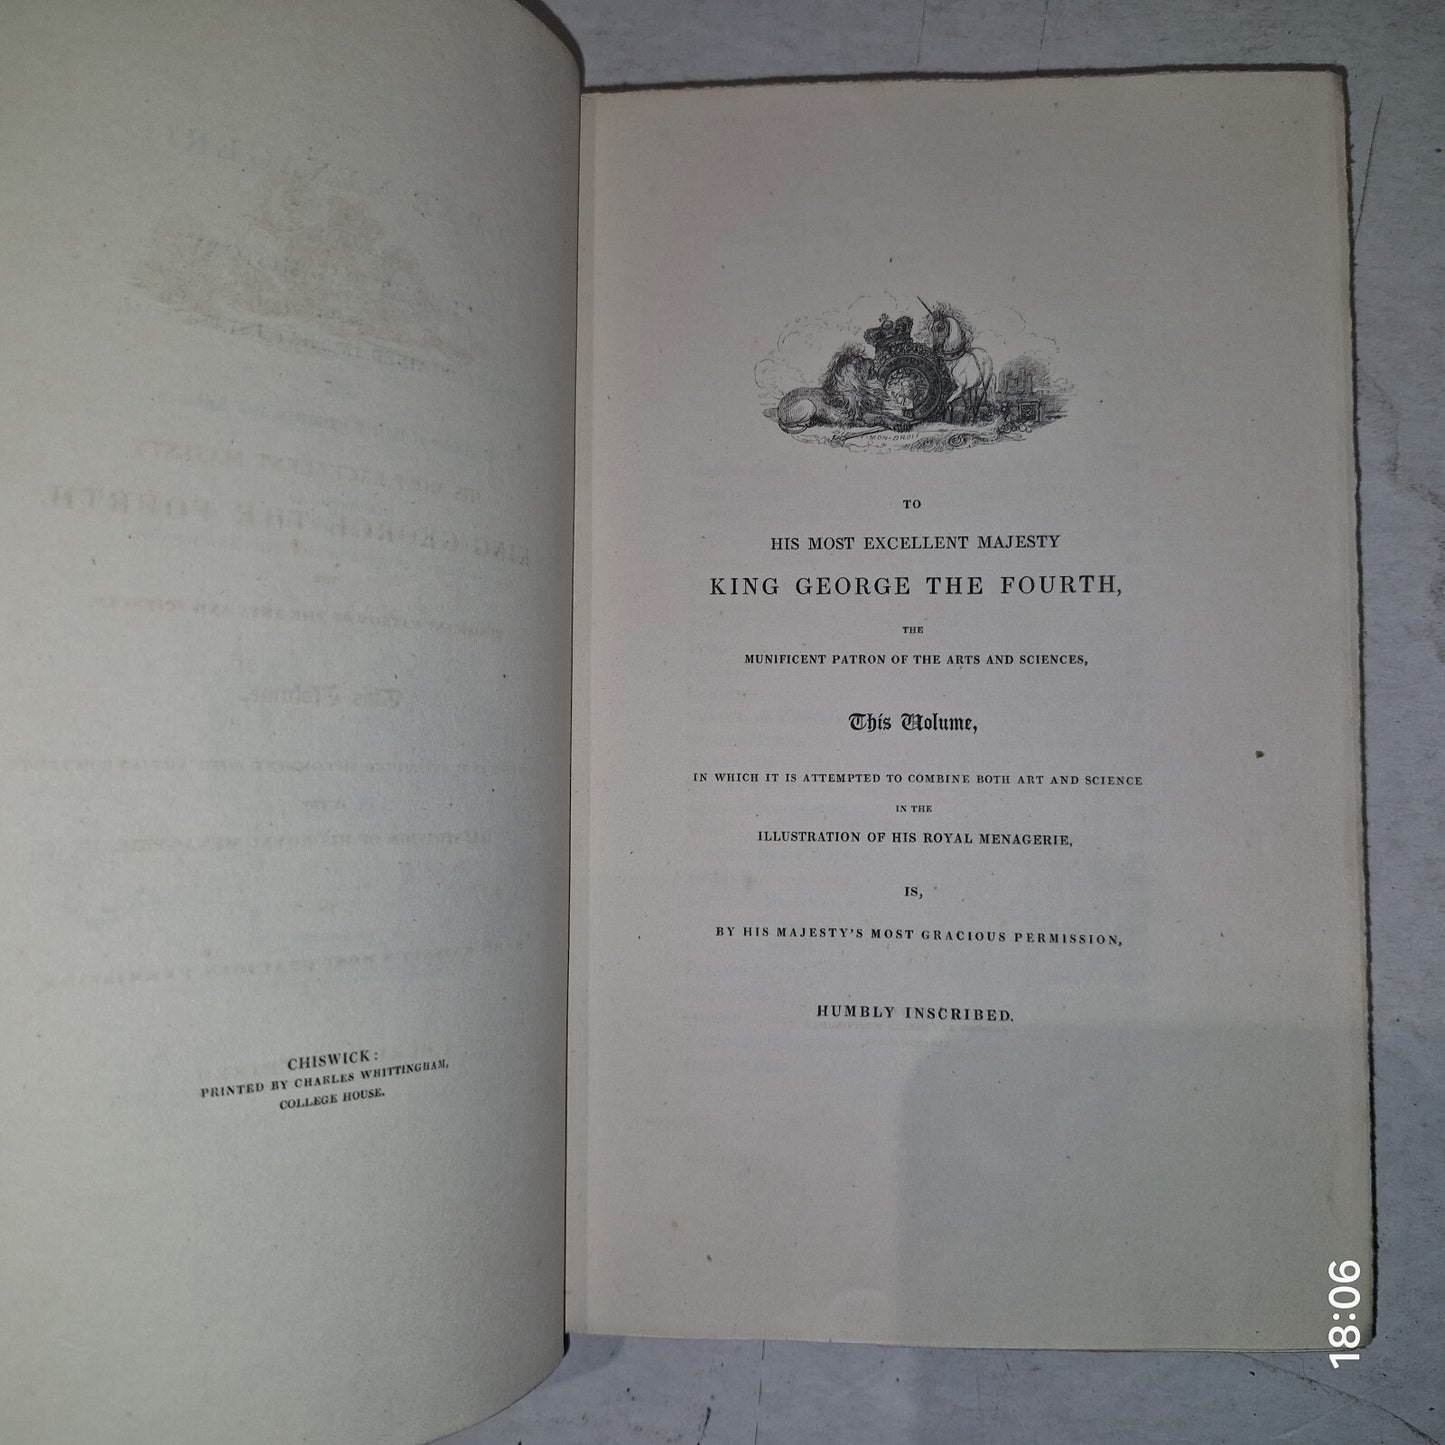 CHISWICK:
PRINTED BY CHARLES WHITTINGHAM,
COLLEGE HOUSE.
MON-DROIT
TO
HIS MOST EXCELLENT MAJESTY
KING GEORGE THE FOURTH,
THE
MUNIFICENT PATRON OF THE ARTS AND SCIENCES,
This Volume,
IN WHICH IT IS ATTEMPTED TO COMBINE BOTH ART AND SCIENCE
IN THE
ILLUSTRATION OF HIS ROYAL MENAGERIE,
IS,
BY HIS MAJESTY'S MOST GRACIOUS PERMISSION,
HUMBLY INSCRIBED.
18:06